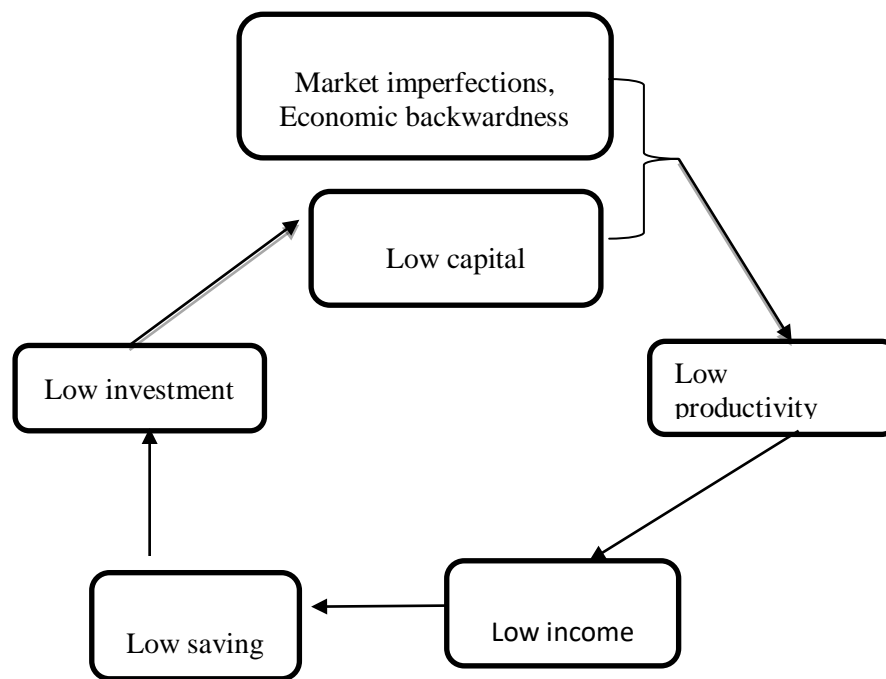 Market imperfections,
Economic backwardness
Low capital
Low investment
Low
productivity
Low saving
Low income